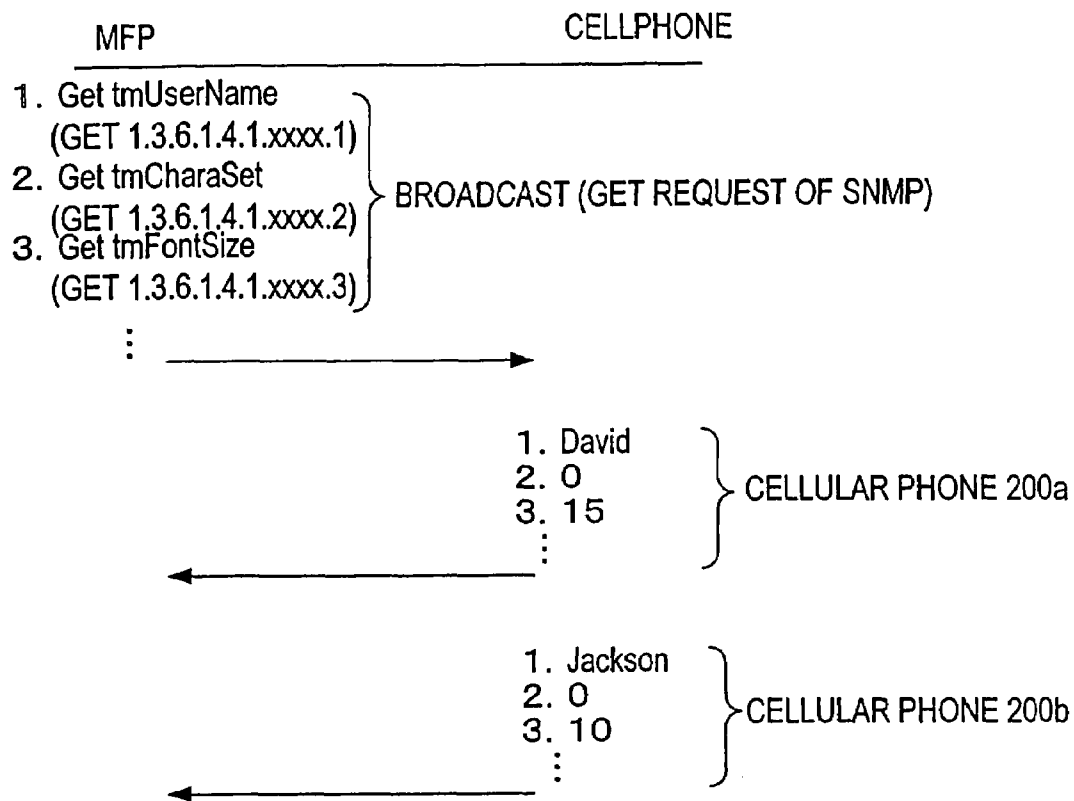 MFP CELLPHONE
1. Get tmUserName
(GET 1.3.6.1.4.1.xxxx.1)
2. Get tmCharaSet
(GET 1.3.6.1.4.1.xxxx.2)
BROADCAST (GET REQUEST OF SNMP)
3. Get tmFontSize
(GET 1.3.6.1.4.1.xxxx.3)
1. David
2. 0
3. 15
CELLULAR PHONE 200a
1. Jackson
2. 0
3. 10
CELLULAR PHONE 200b